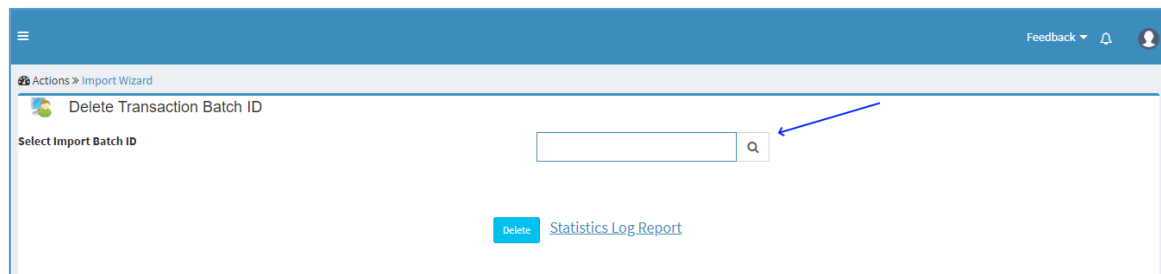 Feedback
Actions » Import Wizard
Delete Transaction Batch ID
Select Import Batch ID
Delete Statistics Log Report